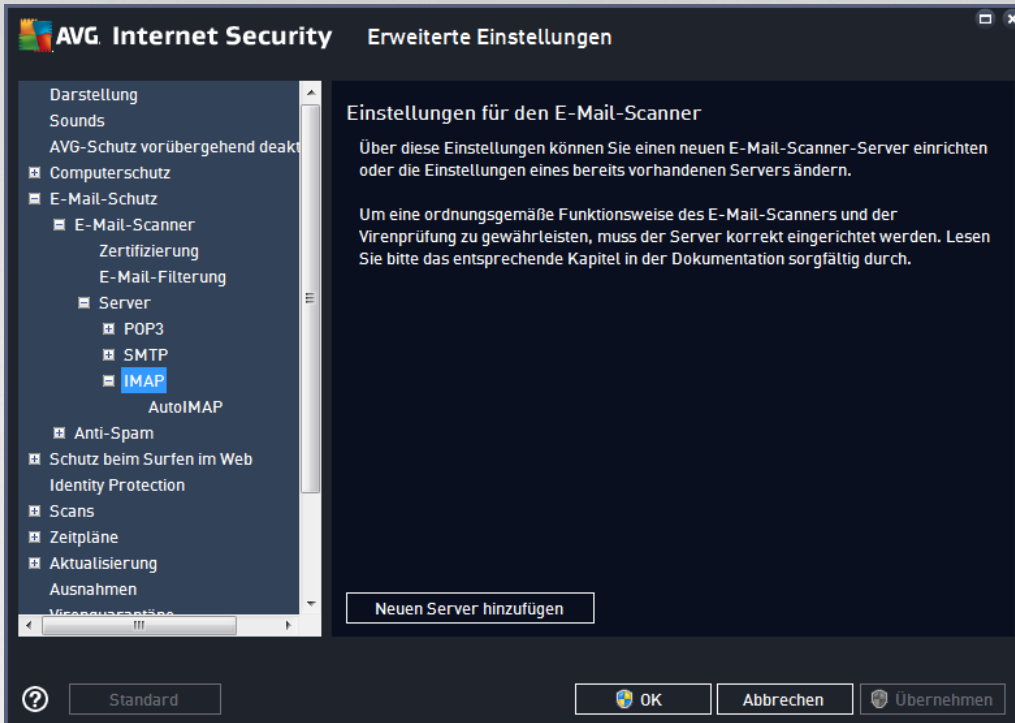 AVG Internet Security Erweiterte Einstellungen
Darstellung
Sounds
AVG-Schutz vorübergehend deakt
Computerschutz
E-Mail-Schutz
E-Mail-Scanner
Zertifizierung
E-Mail-Filterung
Server
POP3
SMTP
IMAP
AutoIMAP
Anti-Spam
Schutz beim Surfen im Web
Identity Protection
Scans
Zeitpläne
Aktualisierung
Ausnahmen
Virenquarantäne
Einstellungen für den E-Mail-Scanner
Über diese Einstellungen können Sie einen neuen E-Mail-Scanner-Server einrichten
oder die Einstellungen eines bereits vorhandenen Servers ändern.
Um eine ordnungsgemäße Funktionsweise des E-Mail-Scanners und der
Virenprüfung zu gewährleisten, muss der Server korrekt eingerichtet werden. Lesen
Sie bitte das entsprechende Kapitel in der Dokumentation sorgfältig durch.
Neuen Server hinzufügen
? Standard OK Abbrechen Übernehmen